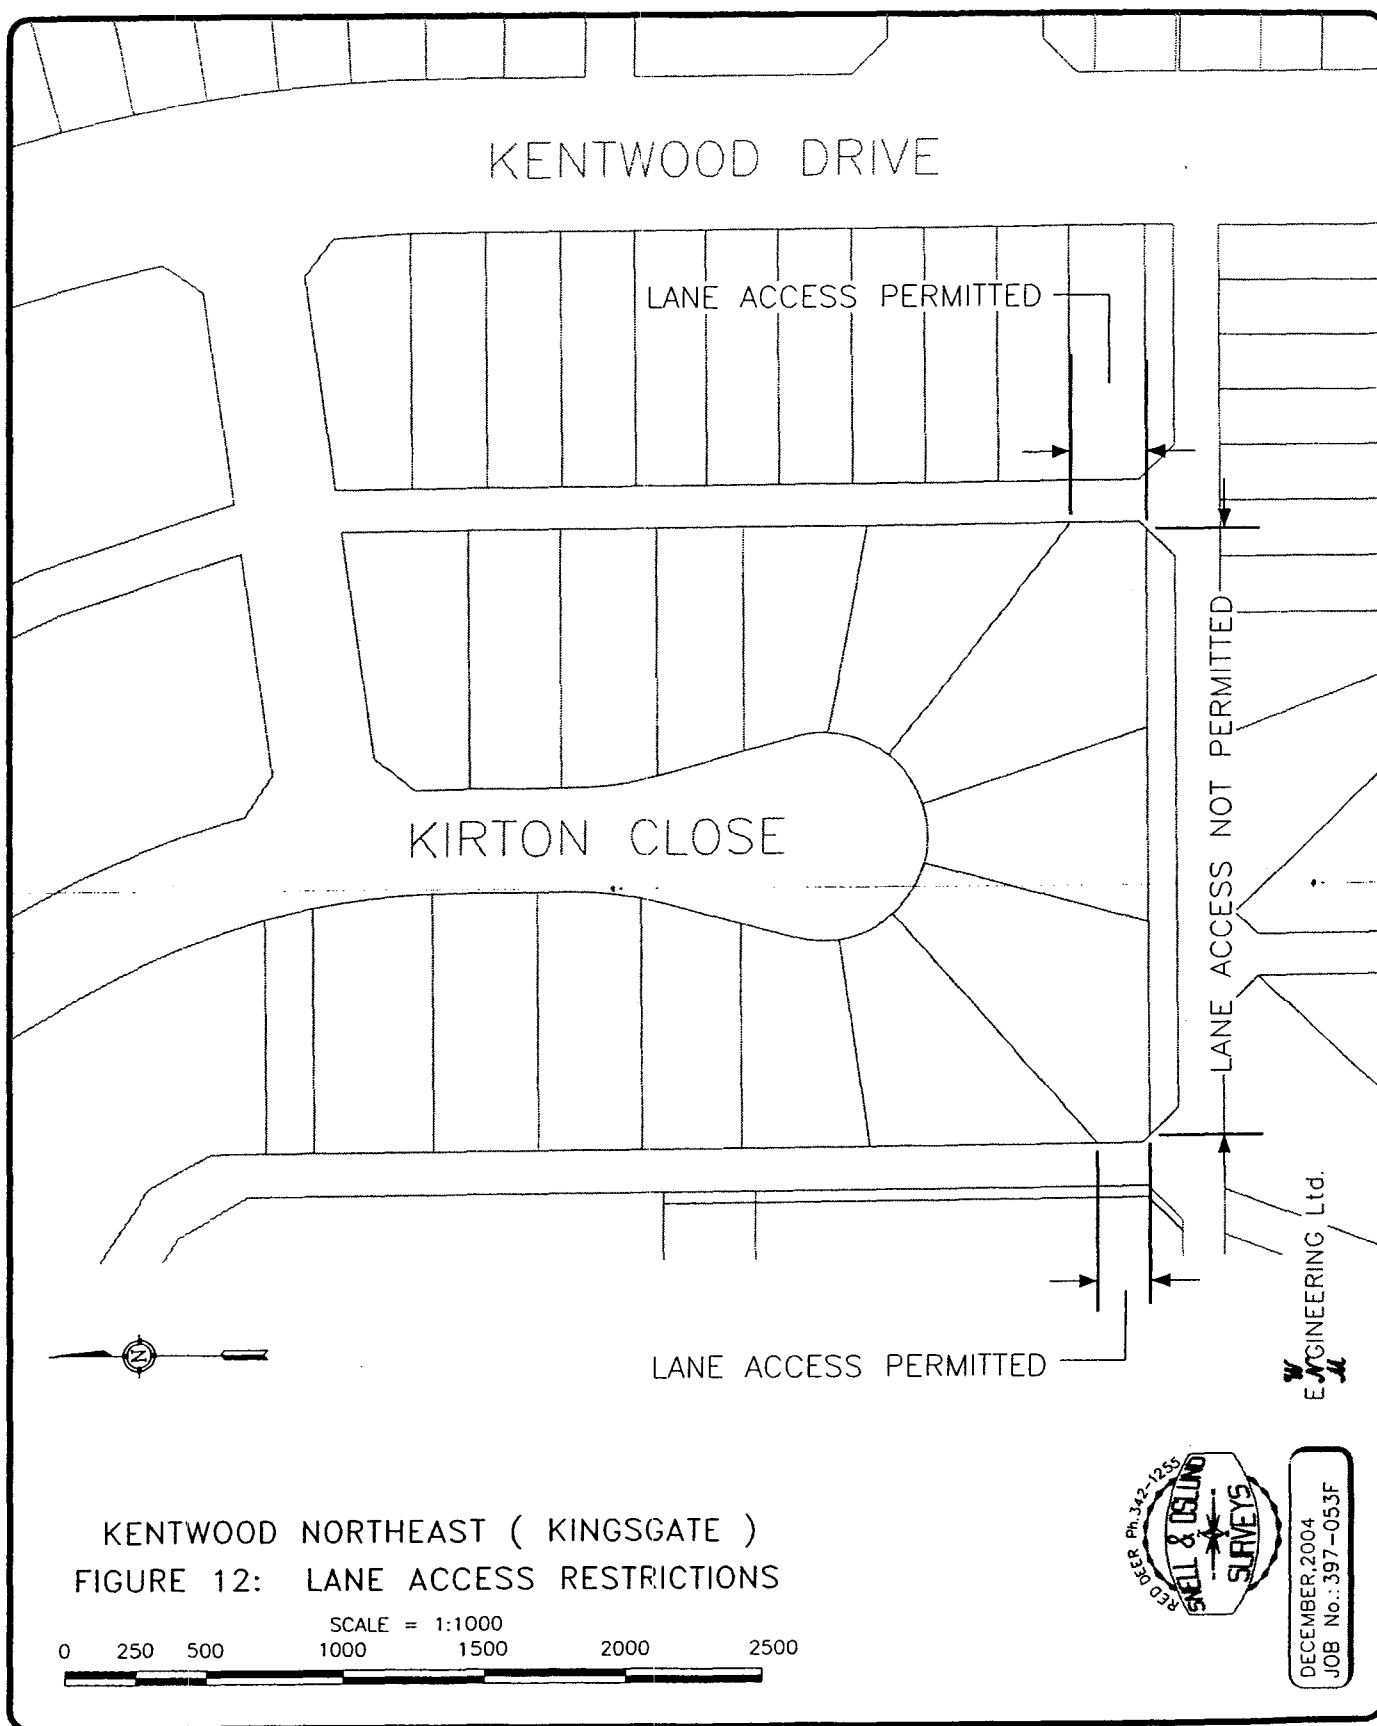 KENTWOOD DRIVE
LANE ACCESS PERMITTED
LANE ACCESS NOT PERMITTED
KIRTON CLOSE
LANE ACCESS PERMITTED
N
W
ENGINEERING Ltd.
M
RED DEER Ph.342-1255
SNELL & OSLUND
SURVEYS
DECEMBER,2004
JOB No.: 397-053F
KENTWOOD NORTHEAST ( KINGSGATE )
FIGURE 12: LANE ACCESS RESTRICTIONS
SCALE = 1:1000
0 250 500 1000 1500 2000 2500